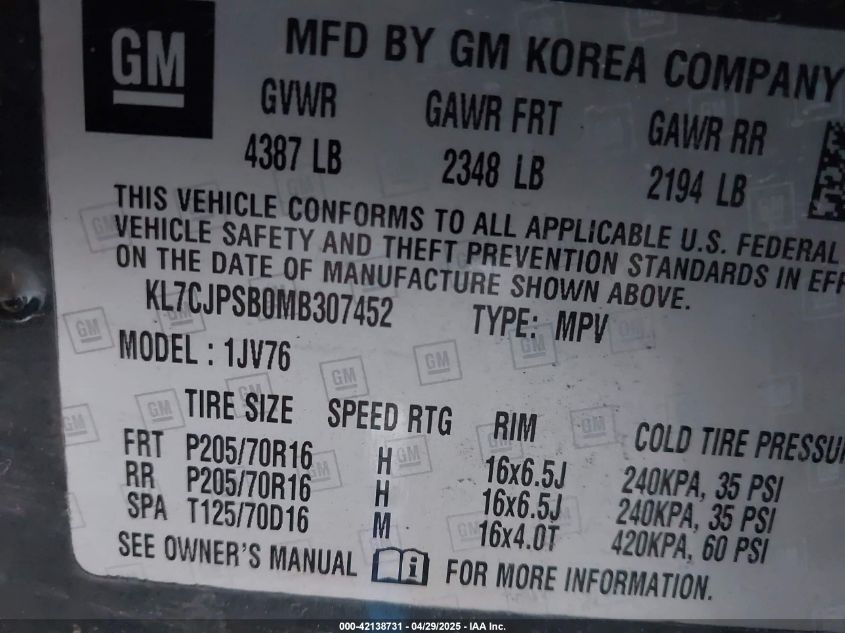 GM
MFD BY GM KOREA COMPANY
GVWR GAWR FRT GAWR RR
4387 LB 2348 LB 2194 LB
THIS VEHICLE CONFORMS TO ALL APPLICABLE U.S. FEDERAL
VEHICLE SAFETY AND THEFT PREVENTION STANDARDS IN EFF
ON THE DATE OF MANUFACTURE SHOWN ABOVE.
KL7CJPSB0MB307452 TYPE: MPV
MODEL : 1JV76
TIRE SIZE SPEED RTG RIM COLD TIRE PRESSU
FRT P205/70R16 H 16x6.5J 240KPA, 35 PSI
RR P205/70R16 H 16x6.5J 240KPA, 35 PSI
SPA T125/70D16 M 16x4.0T 420KPA, 60 PSI
SEE OWNER'S MANUAL i FOR MORE INFORMATION.
000-42138731 - 04/29/2025 - IAA Inc.